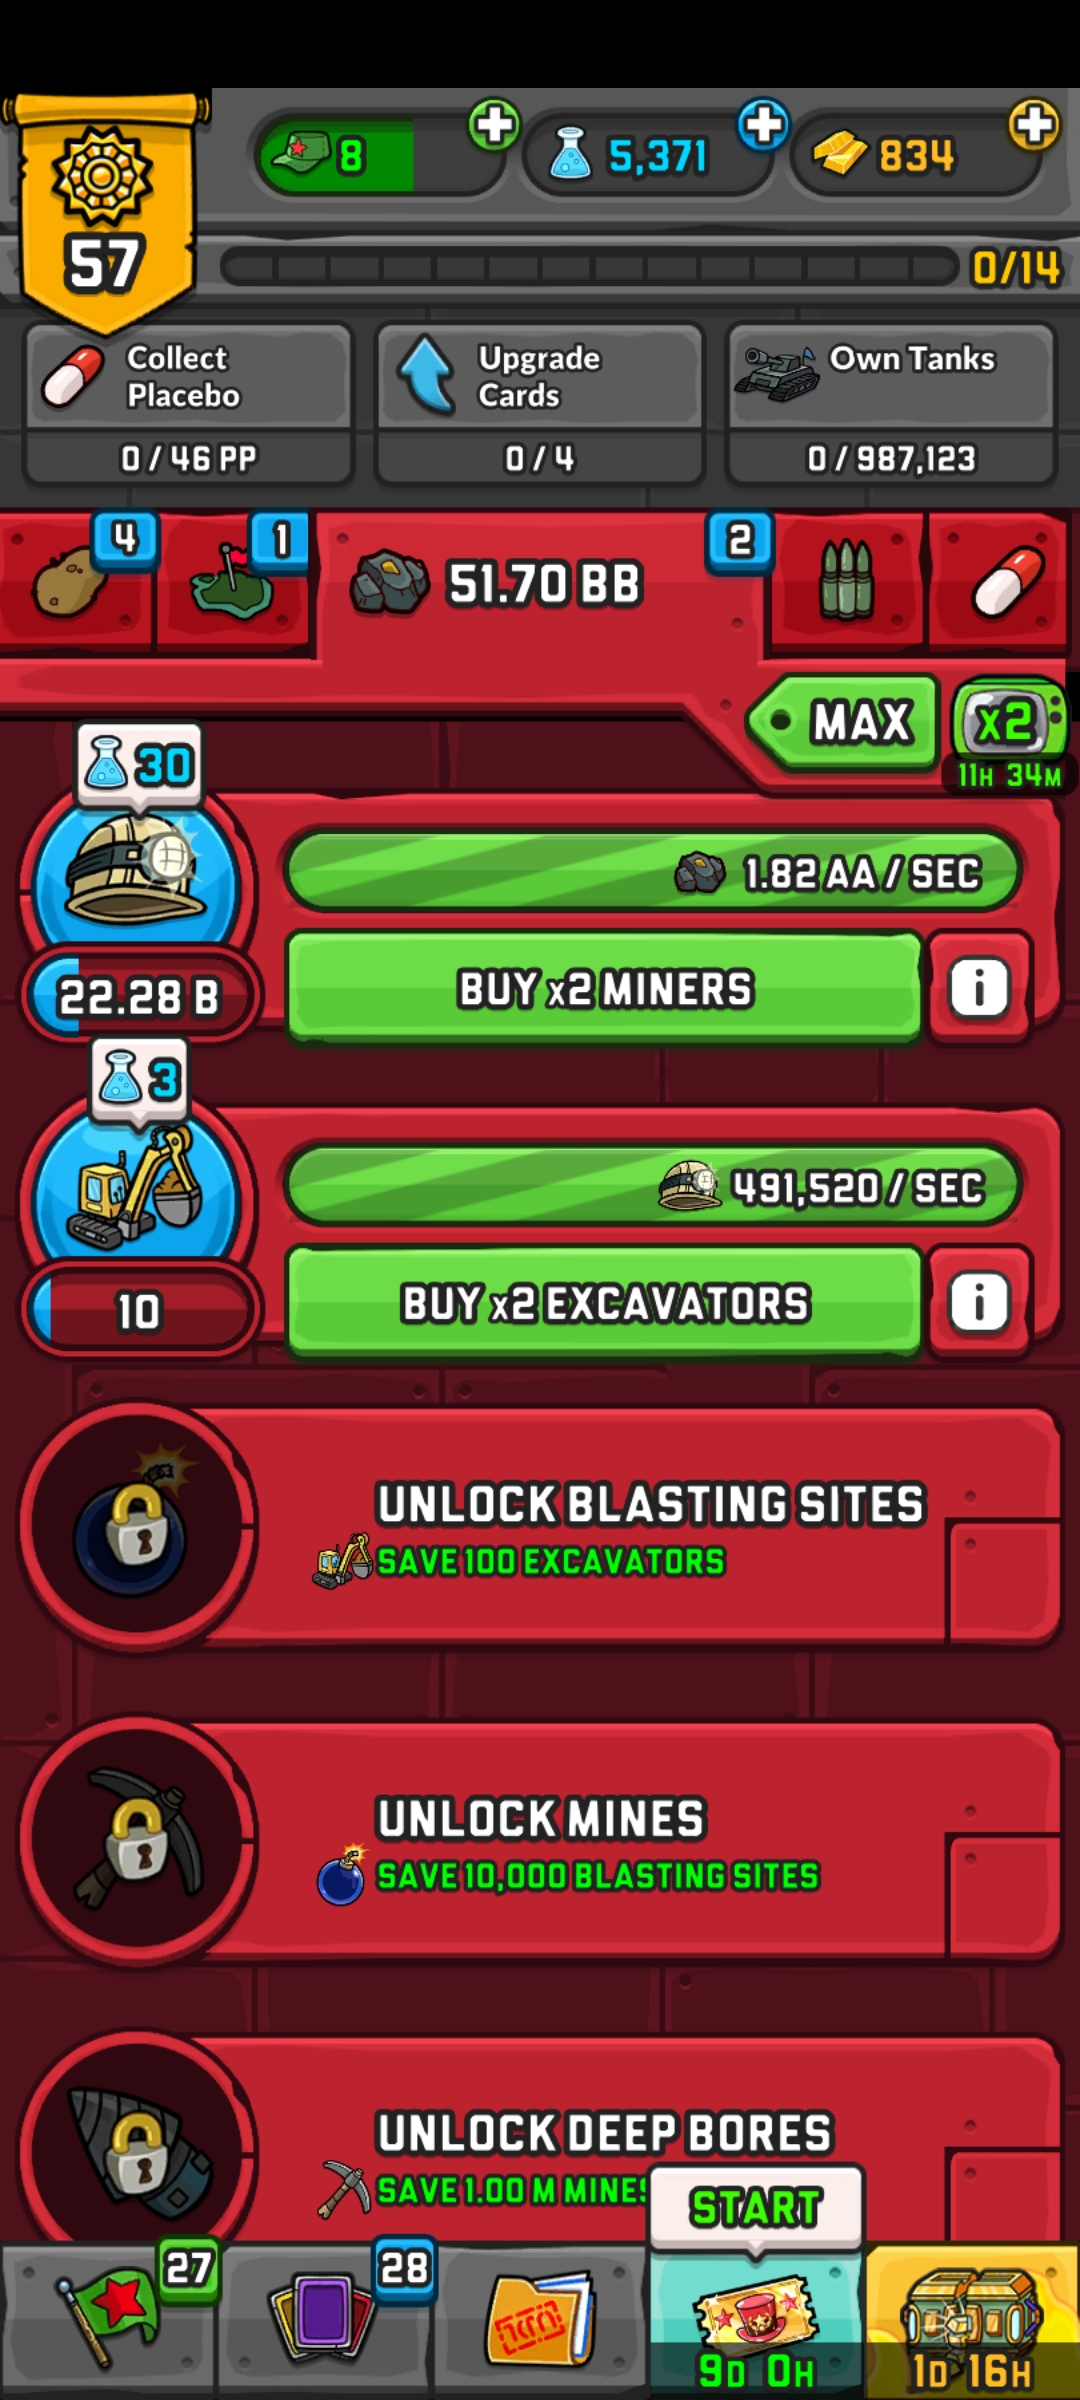 8
5,371
834
57
0/14
Collect
Placebo
0 / 46 PP
Upgrade
Cards
0 / 4
Own Tanks
0 / 987,123
4
1
51.70 BB
2
MAX
x2
11H 34M
30
1.82 AA / SEC
22.28 B
BUY x2 MINERS
i
3
491,520 / SEC
10
BUY x2 EXCAVATORS
i
UNLOCK BLASTING SITES
SAVE 100 EXCAVATORS
UNLOCK MINES
SAVE 10,000 BLASTING SITES
UNLOCK DEEP BORES
SAVE 1.00 M MINES
START
27
28
9D 0H
1D 16H